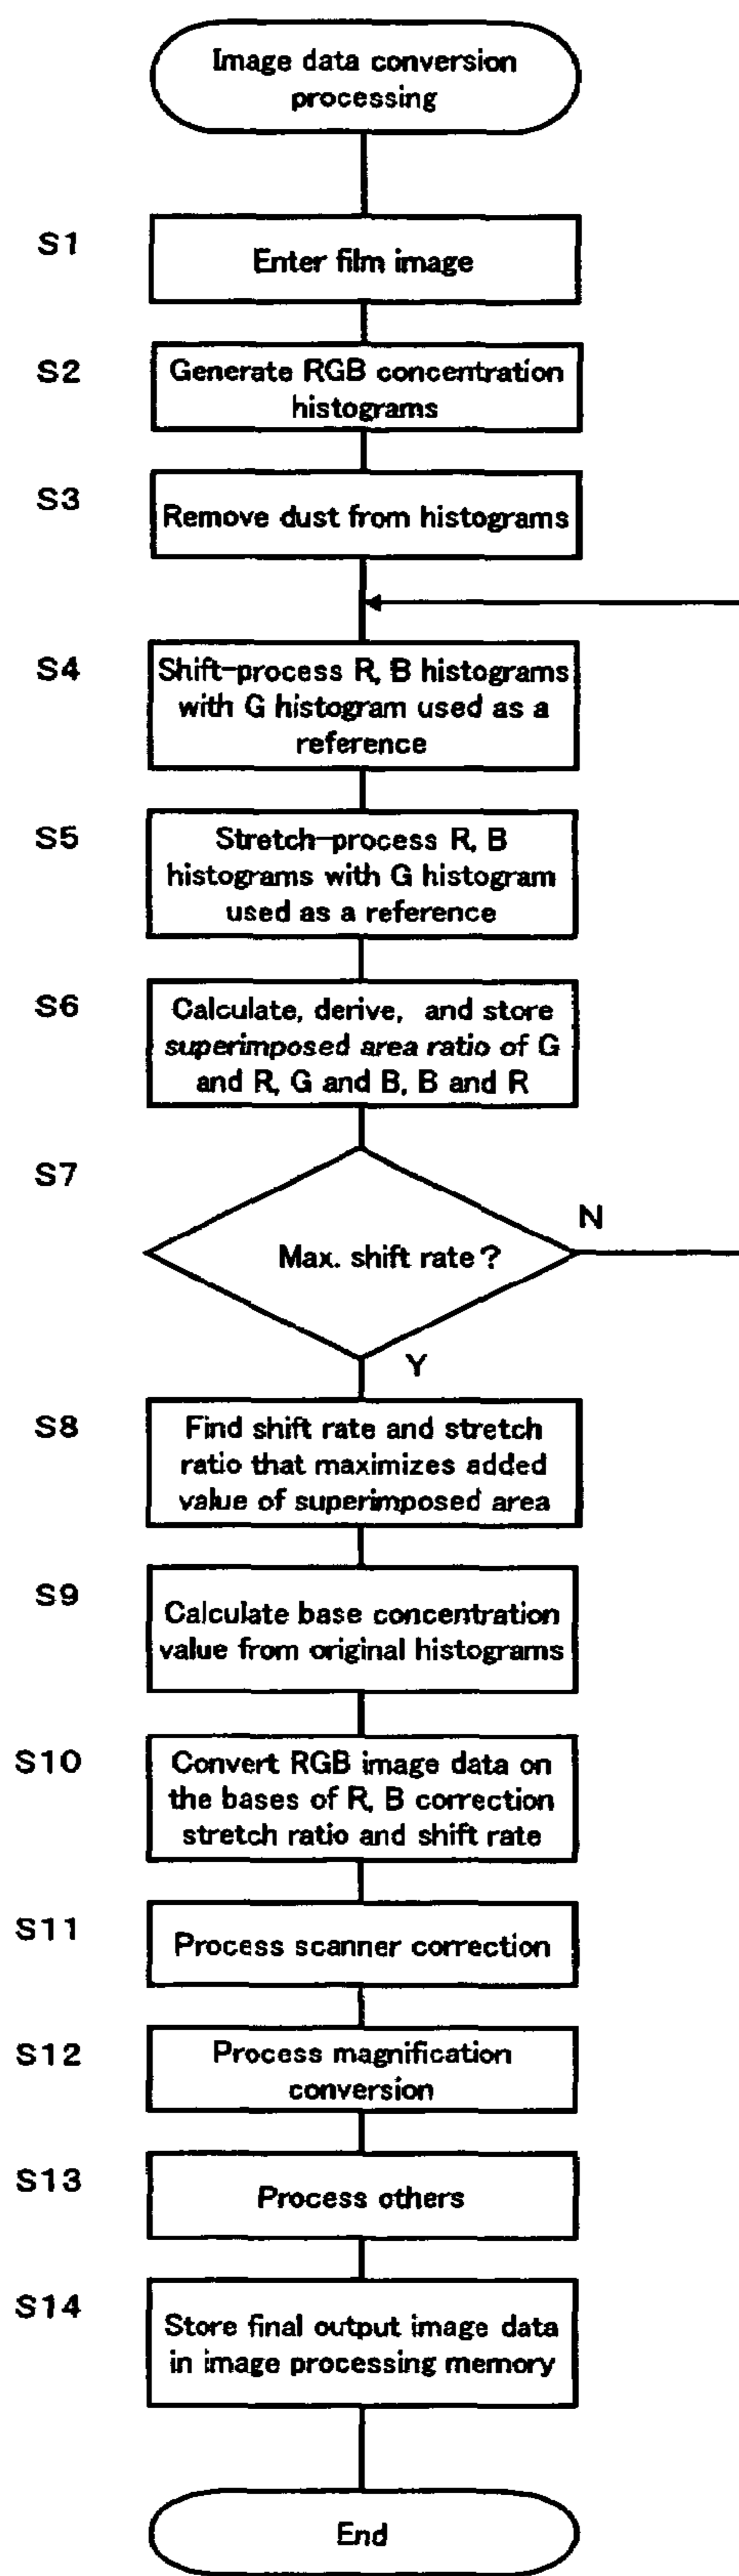 Image data conversion
processing
S1
Enter film image
S2
Generate RGB concentration
histograms
S3
Remove dust from histograms
S4
Shift-process R, B histograms
with G histogram used as a
reference
S5
Stretch-process R, B
histograms with G histogram
used as a reference
S6
Calculate, derive, and store
superimposed area ratio of G
and R, G and B, B and R
S7
Max. shift rate?
N
Y
S8
Find shift rate and stretch
ratio that maximizes added
value of superimposed area
S9
Calculate base concentration
value from original histograms
S10
Convert RGB image data on
the bases of R, B correction
stretch ratio and shift rate
S11
Process scanner correction
S12
Process magnification
conversion
S13
Process others
S14
Store final output image data
in image processing memory
End